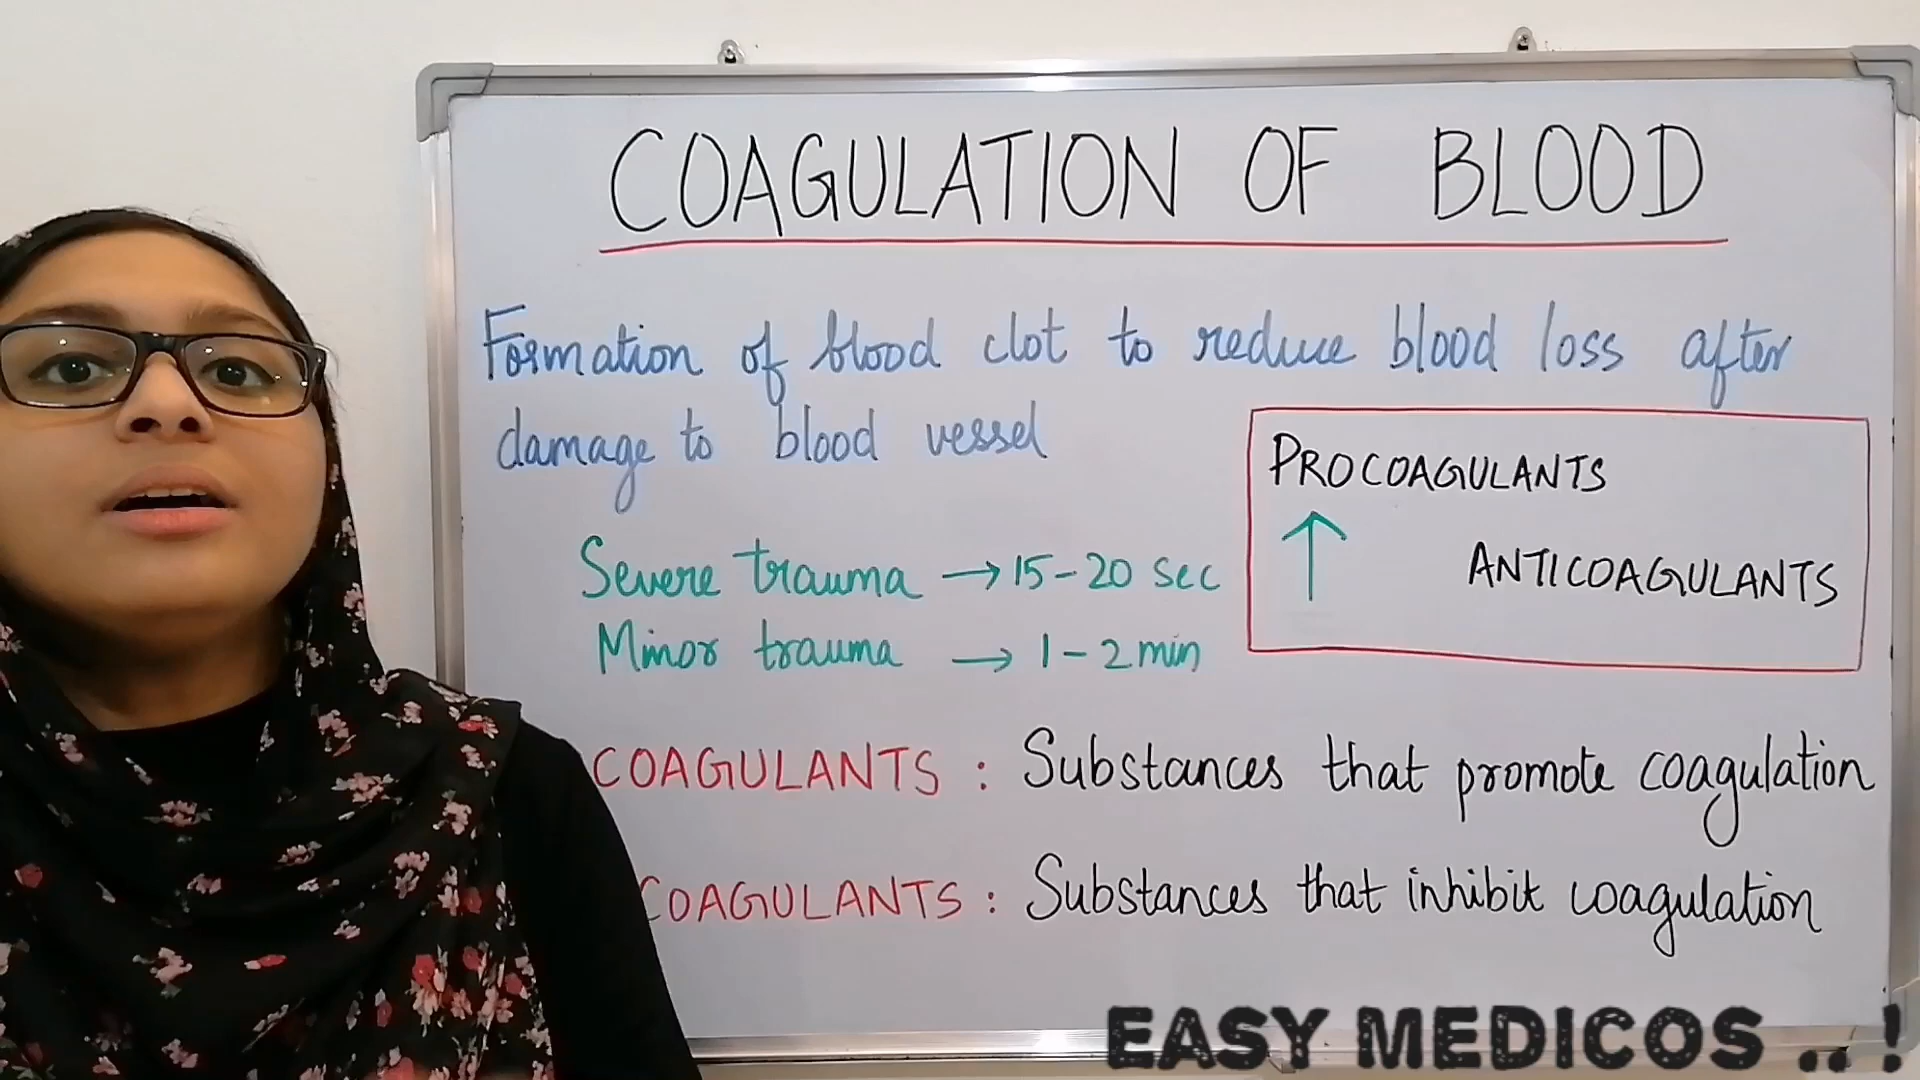 COAGULATION OF BLOOD
Formation of blood clot to reduce blood loss after
damage to blood vessel
PROCOAGULANTS
↑ ANTICOAGULANTS
Severe trauma → 15-20 sec
Minor trauma → 1-2 min
COAGULANTS : Substances that promote coagulation
COAGULANTS : Substances that inhibit coagulation
EASY MEDICOS ..!